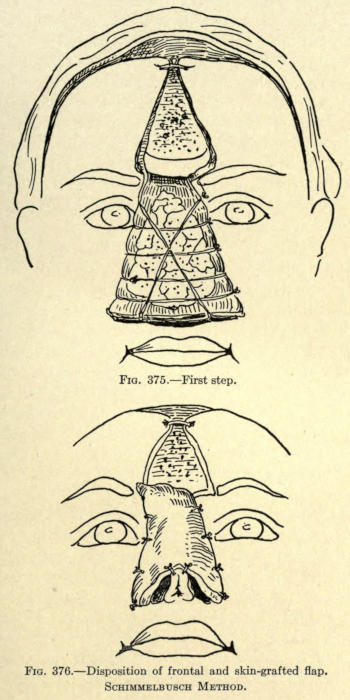 Fig. 375.—First step.
Fig. 376.—Disposition of frontal and skin-grafted flap.
Schimmelbusch Method.